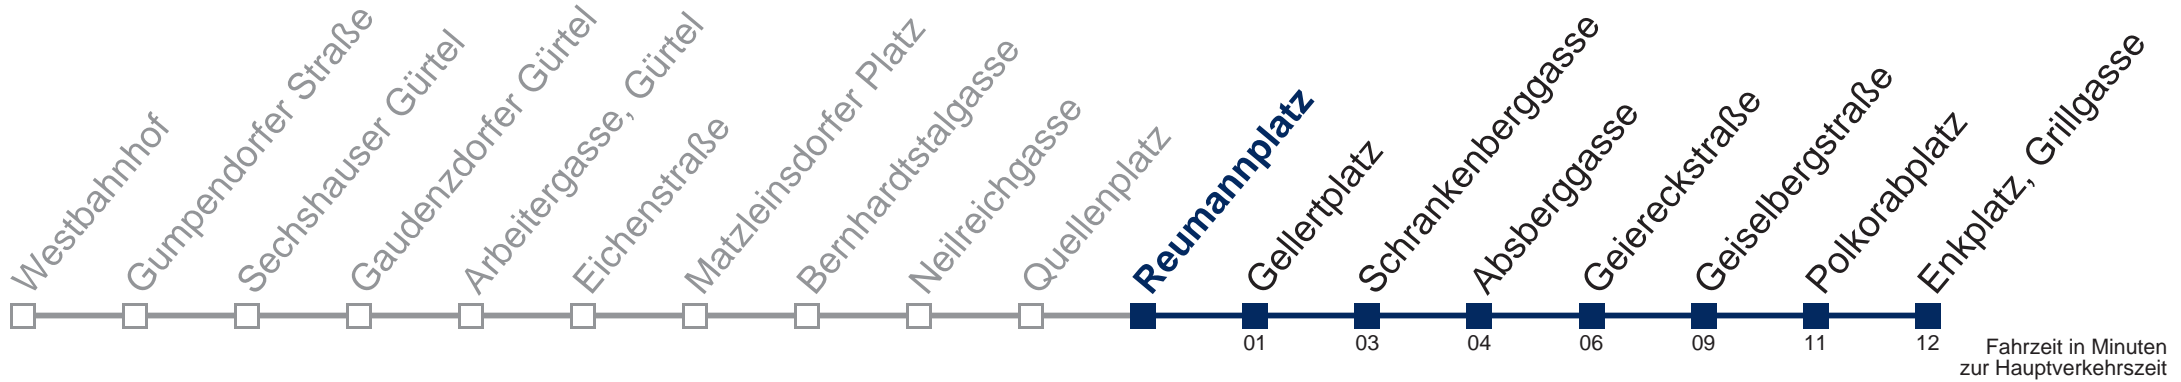 Westbahnhof
Gumpendorfer Straße
Sechshauser Gürtel
Gaudenzdorfer Gürtel
Arbeitergasse, Gürtel
Eichenstraße
Matzleinsdorfer Platz
Bernhardtstalgasse
Neilreichgasse
Quellenplatz
Reumannplatz
Gellertplatz
Schrankenberggasse
Absberggasse
Geiereckstraße
Geiselbergstraße
Polkorabplatz
Enkplatz, Grillgasse
01 03 04 06 09 11 12
Fahrzeit in Minuten
zur Hauptverkehrszeit